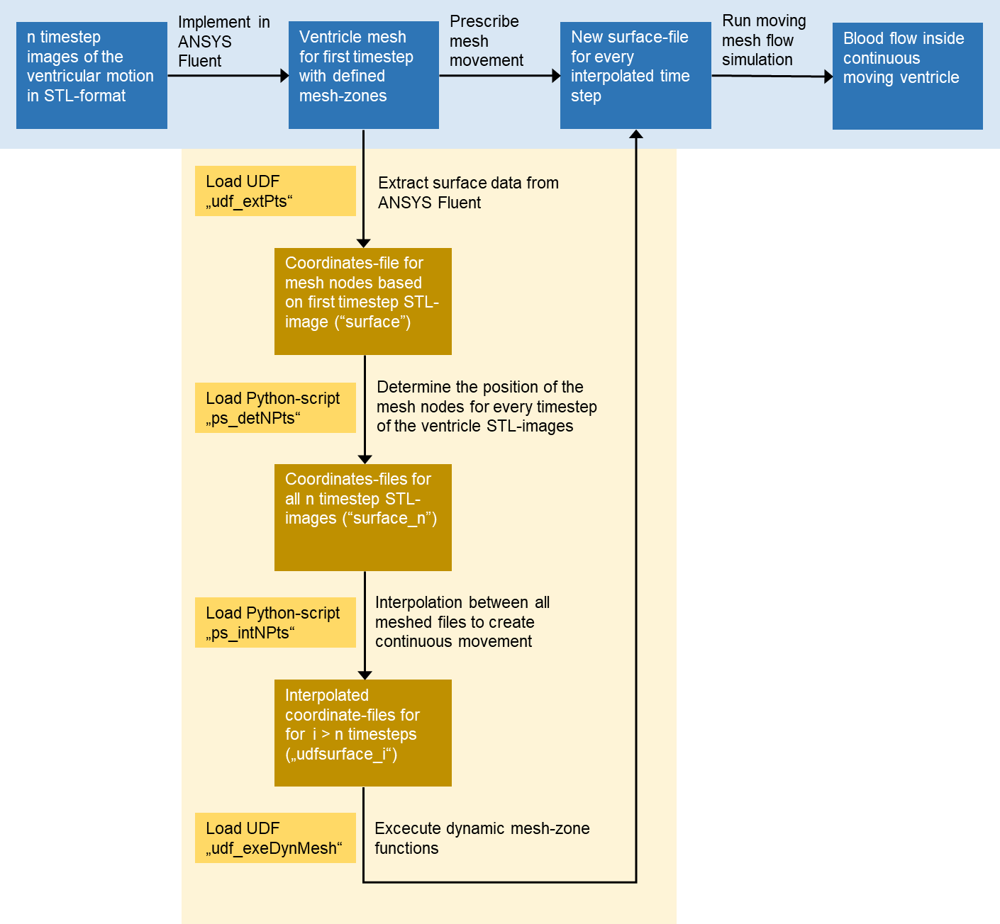 n timestep
images of the
ventricular motion
in STL-format
Implement in
ANSYS
Fluent
Ventricle mesh
for first timestep
with defined
mesh-zones
Prescribe
mesh
movement
New surface-file
for every
interpolated time
step
Run moving
mesh flow
simulation
Blood flow inside
continuous
moving ventricle
Load UDF
„udf_extPts“
Extract surface data from
ANSYS Fluent
Coordinates-file for
mesh nodes based
on first timestep STL-
image (“surface”)
Load Python-script
„ps_detNPts“
Determine the position of the
mesh nodes for every timestep
of the ventricle STL-images
Coordinates-files for
all n timestep STL-
images (“surface_n”)
Load Python-script
„ps_intNPts“
Interpolation between all
meshed files to create
continuous movement
Interpolated
coordinate-files for
for i > n timesteps
(„udfsurface_i“)
Load UDF
„udf_exeDynMesh“
Excecute dynamic mesh-zone
functions